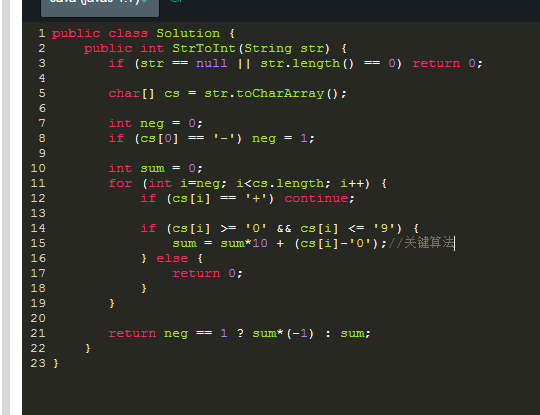 1 public class Solution {
2 public int StrToInt(String str) {
3 if (str == null || str.length() == 0) return 0;
4
5 char[] cs = str.toCharArray();
6
7 int neg = 0;
8 if (cs[0] == '-') neg = 1;
9
10 int sum = 0;
11 for (int i=neg; i<cs.length; i++) {
12 if (cs[i] == '+') continue;
13
14 if (cs[i] >= '0' && cs[i] <= '9') {
15 sum = sum*10 + (cs[i]-'0');//关键算法
16 } else {
17 return 0;
18 }
19 }
20
21 return neg == 1 ? sum*(-1) : sum;
22 }
23 }